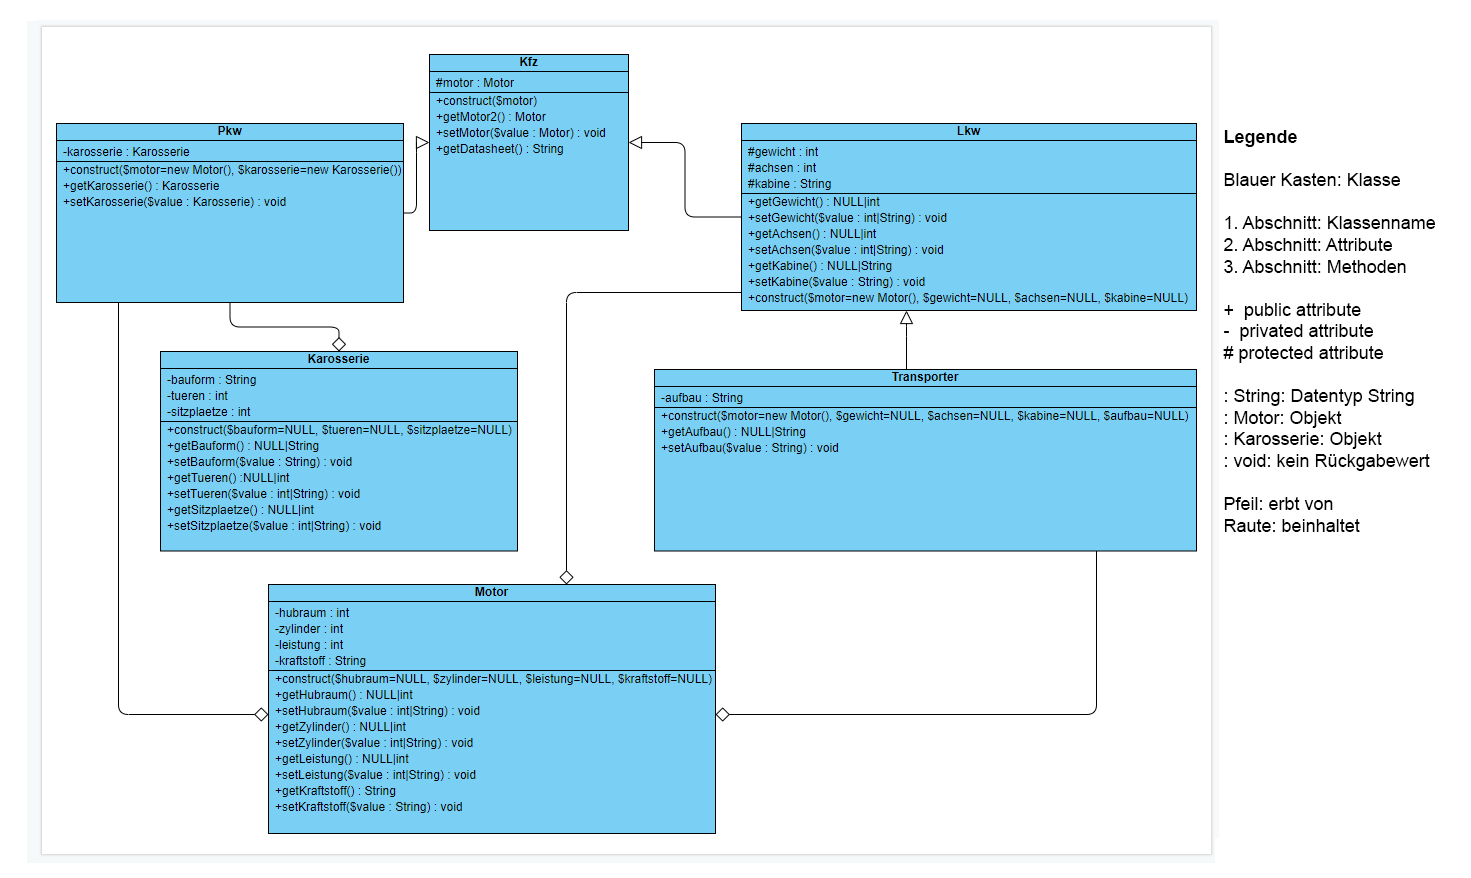 Kfz
#motor : Motor
+construct($motor)
+getMotor2() : Motor
+setMotor($value : Motor) : void
+getDatasheet() : String
Pkw
-karosserie : Karosserie
+construct($motor=new Motor(), $karosserie=new Karosserie())
+getKarosserie() : Karosserie
+setKarosserie($value : Karosserie) : void
Lkw
#gewicht : int
#achsen : int
#kabine : String
+getGewicht() : NULL|int
+setGewicht($value : int|String) : void
+getAchsen() : NULL|int
+setAchsen($value : int|String) : void
+getKabine() : NULL|String
+setKabine($value : String) : void
+construct($motor=new Motor(), $gewicht=NULL, $achsen=NULL, $kabine=NULL)
Karosserie
-bauform : String
-tueren : int
-sitzplaetze : int
+construct($bauform=NULL, $tueren=NULL, $sitzplaetze=NULL)
+getBauform() : NULL|String
+setBauform($value : String) : void
+getTueren() :NULL|int
+setTueren($value : int|String) : void
+getSitzplaetze() : NULL|int
+setSitzplaetze($value : int|String) : void
Transporter
-aufbau : String
+construct($motor=new Motor(), $gewicht=NULL, $achsen=NULL, $kabine=NULL, $aufbau=NULL)
+getAufbau() : NULL|String
+setAufbau($value : String) : void
Motor
-hubraum : int
-zylinder : int
-leistung : int
-kraftstoff : String
+construct($hubraum=NULL, $zylinder=NULL, $leistung=NULL, $kraftstoff=NULL)
+getHubraum() : NULL|int
+setHubraum($value : int|String) : void
+getZylinder() : NULL|int
+setZylinder($value : int|String) : void
+getLeistung() : NULL|int
+setLeistung($value : int|String) : void
+getKraftstoff() : String
+setKraftstoff($value : String) : void
Legende
Blauer Kasten: Klasse
1. Abschnitt: Klassenname
2. Abschnitt: Attribute
3. Abschnitt: Methoden
+ public attribute
- privated attribute
# protected attribute
: String: Datentyp String
: Motor: Objekt
: Karosserie: Objekt
: void: kein Rückgabewert
Pfeil: erbt von
Raute: beinhaltet